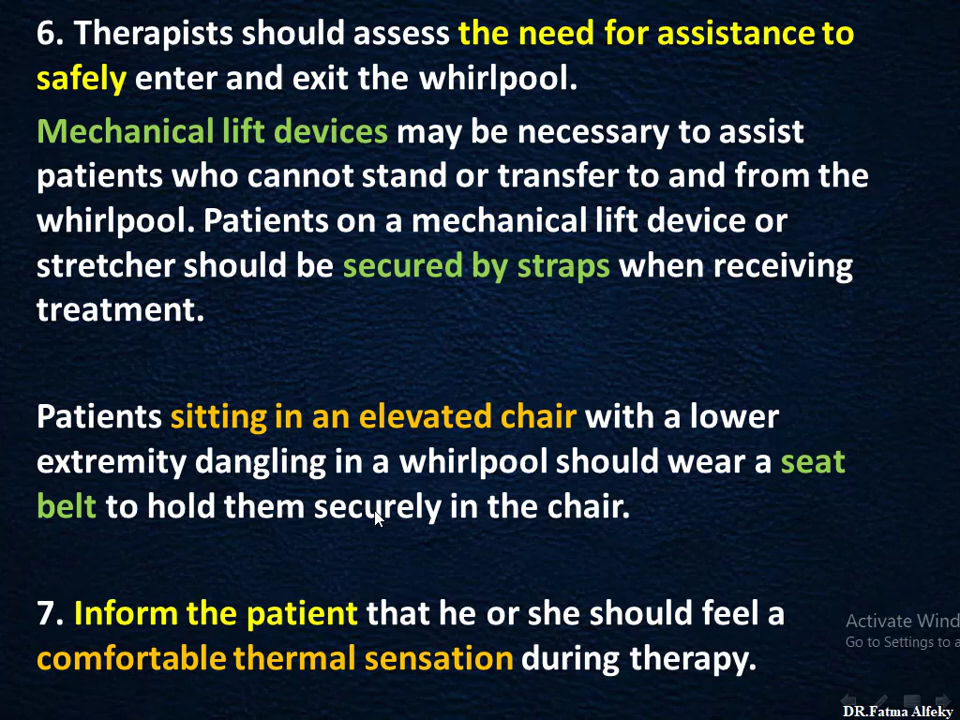 6. Therapists should assess the need for assistance to
safely enter and exit the whirlpool.
Mechanical lift devices may be necessary to assist
patients who cannot stand or transfer to and from the
whirlpool. Patients on a mechanical lift device or
stretcher should be secured by straps when receiving
treatment.
Patients sitting in an elevated chair with a lower
extremity dangling in a whirlpool should wear a seat
belt to hold them securely in the chair.
7. Inform the patient that he or she should feel a
comfortable thermal sensation during therapy.
Activate Wind
Go to Settings to a
DR.Fatma Alfeky